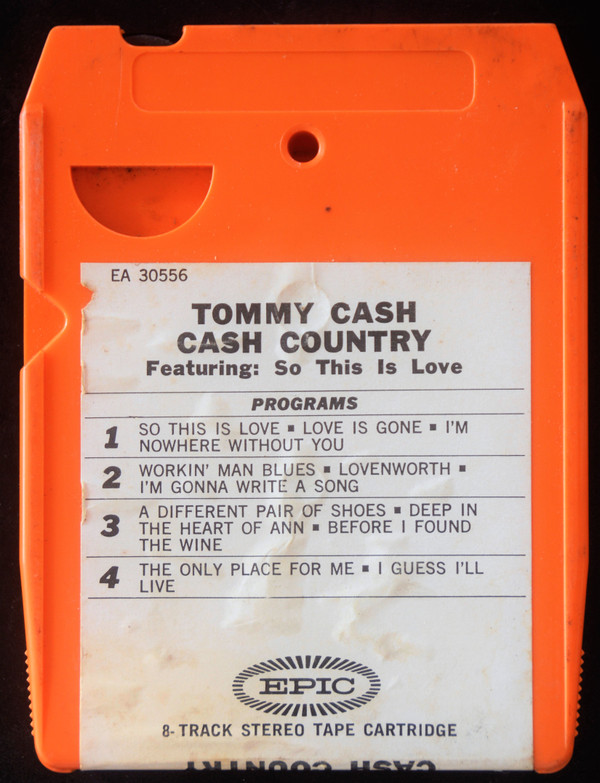 EA 30556
TOMMY CASH
CASH COUNTRY
Featuring: So This Is Love
PROGRAMS
1 SO THIS IS LOVE ▪ LOVE IS GONE ▪ I'M
NOWHERE WITHOUT YOU
2 WORKIN' MAN BLUES ▪ LOVENWORTH ▪
I'M GONNA WRITE A SONG
3 A DIFFERENT PAIR OF SHOES ▪ DEEP IN
THE HEART OF ANN ▪ BEFORE I FOUND
THE WINE
4 THE ONLY PLACE FOR ME ▪ I GUESS I'LL
LIVE
EPIC
8-TRACK STEREO TAPE CARTRIDGE
CASH COUNTRY